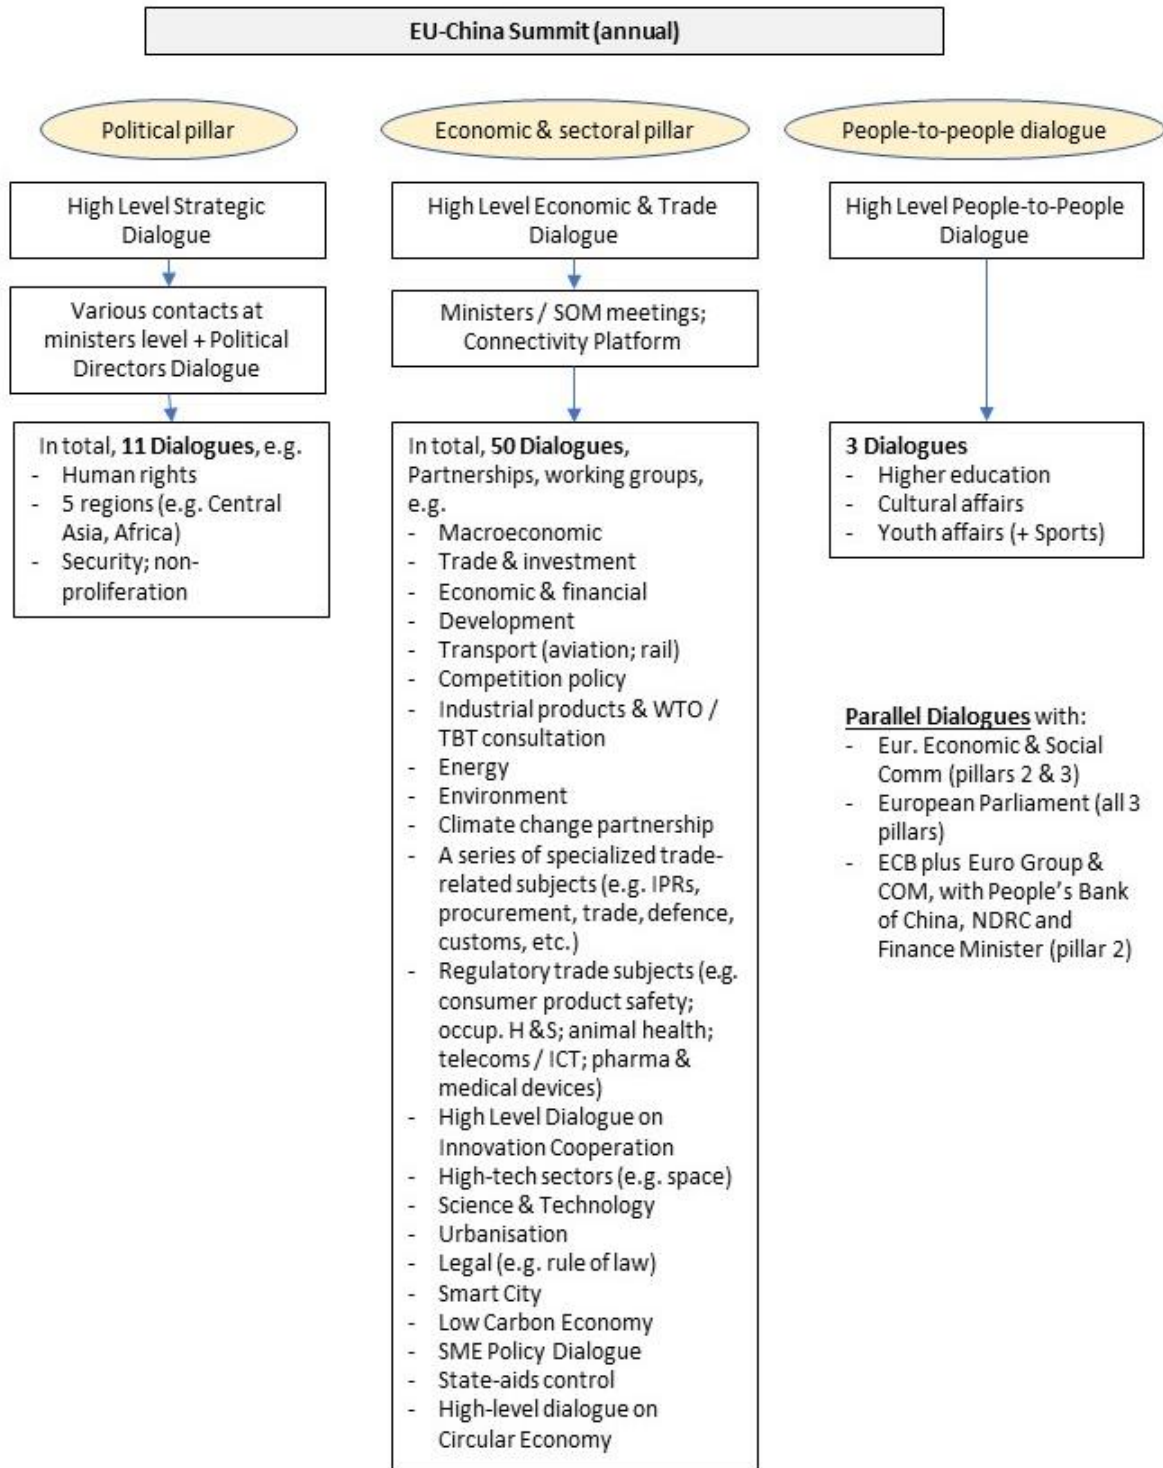 EU-China Summit (annual)
Political pillar
Economic & sectoral pillar
People-to-people dialogue
High Level Strategic
Dialogue
High Level Economic & Trade
Dialogue
High Level People-to-People
Dialogue
Various contacts at
ministers level + Political
Directors Dialogue
Ministers / SOM meetings;
Connectivity Platform
In total, 11 Dialogues, e.g.
- Human rights
- 5 regions (e.g. Central
Asia, Africa)
- Security; non-
proliferation
In total, 50 Dialogues,
Partnerships, working groups,
e.g.
- Macroeconomic
- Trade & investment
- Economic & financial
- Development
- Transport (aviation; rail)
- Competition policy
- Industrial products & WTO /
TBT consultation
- Energy
- Environment
- Climate change partnership
- A series of specialized trade-
related subjects (e.g. IPRs,
procurement, trade, defence,
customs, etc.)
- Regulatory trade subjects (e.g.
consumer product safety;
occup. H &S; animal health;
telecoms / ICT; pharma &
medical devices)
- High Level Dialogue on
Innovation Cooperation
- High-tech sectors (e.g. space)
- Science & Technology
- Urbanisation
- Legal (e.g. rule of law)
- Smart City
- Low Carbon Economy
- SME Policy Dialogue
- State-aids control
- High-level dialogue on
Circular Economy
3 Dialogues
- Higher education
- Cultural affairs
- Youth affairs (+ Sports)
Parallel Dialogues with:
- Eur. Economic & Social
Comm (pillars 2 & 3)
- European Parliament (all 3
pillars)
- ECB plus Euro Group &
COM, with People's Bank
of China, NDRC and
Finance Minister (pillar 2)